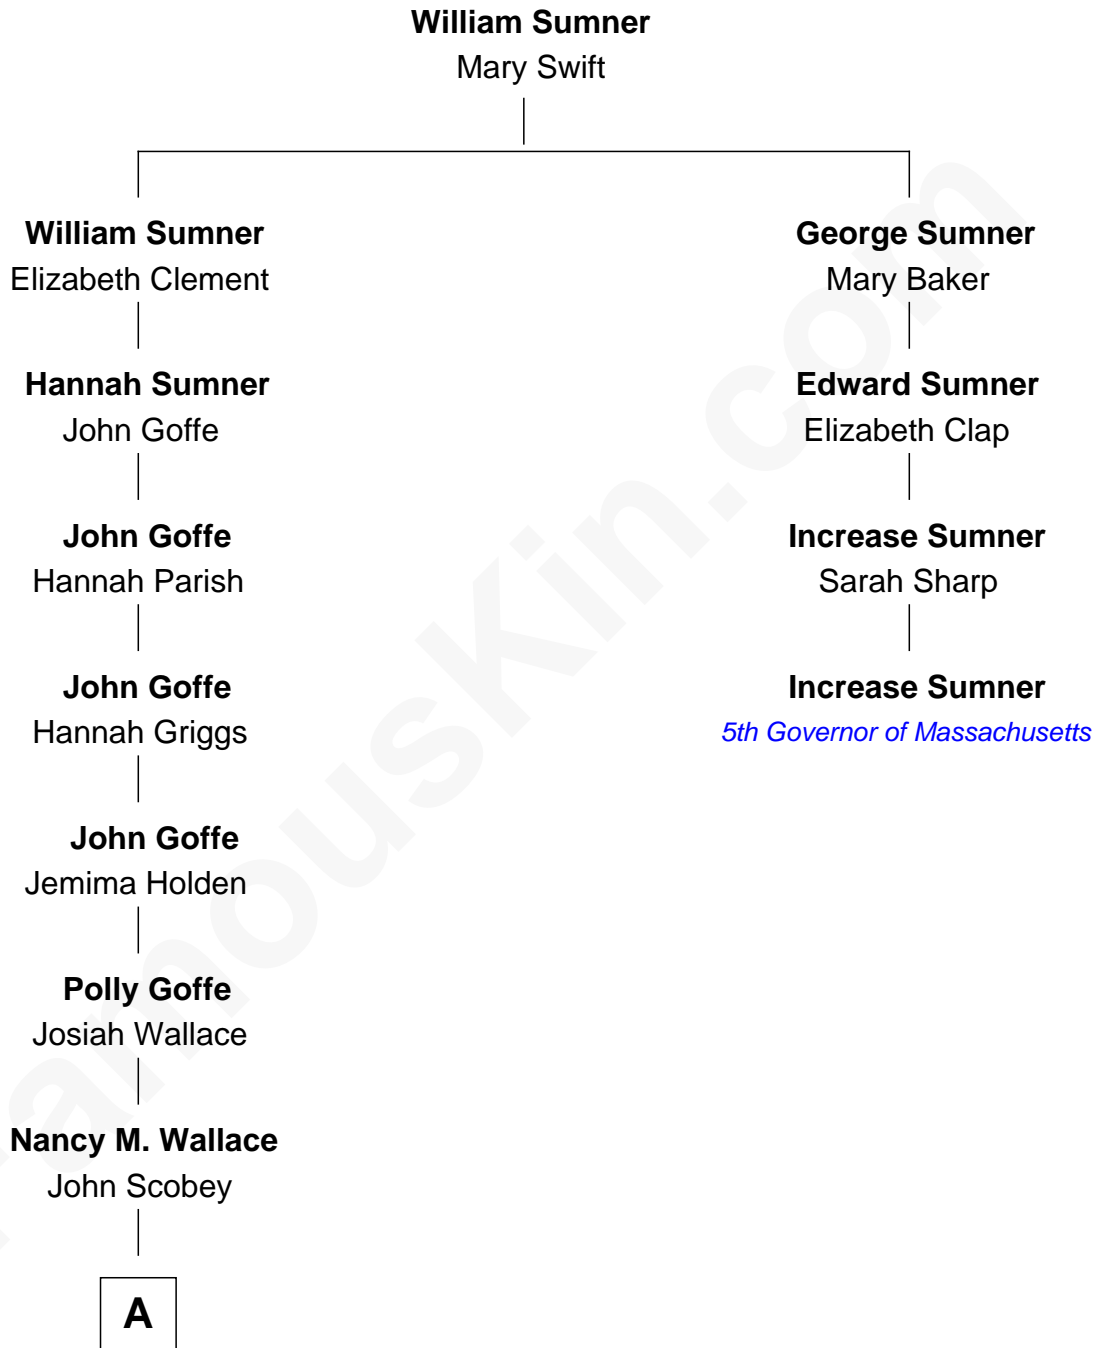 William Sumner
Mary Swift
William Sumner
Elizabeth Clement
George Sumner
Mary Baker
Hannah Sumner
John Goffe
Edward Sumner
Elizabeth Clap
John Goffe
Hannah Parish
Increase Sumner
Sarah Sharp
John Goffe
Hannah Griggs
Increase Sumner
5th Governor of Massachusetts
John Goffe
Jemima Holden
Polly Goffe
Josiah Wallace
Nancy M. Wallace
John Scobey
A
FamousKin.com